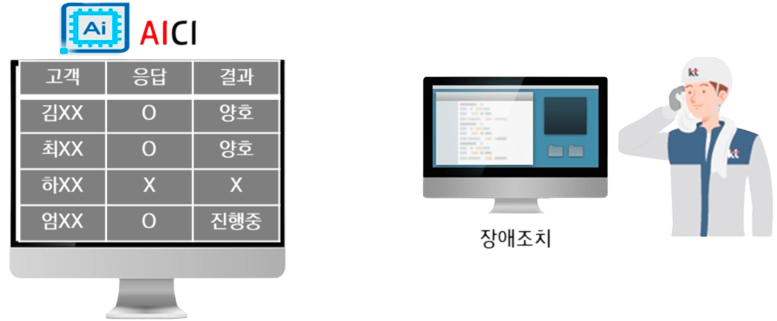 Ai AICI
고객 응답 결과
김XX O 양호
최XX O 양호
하XX X X
엄XX O 진행중
kt
kt
장애조치